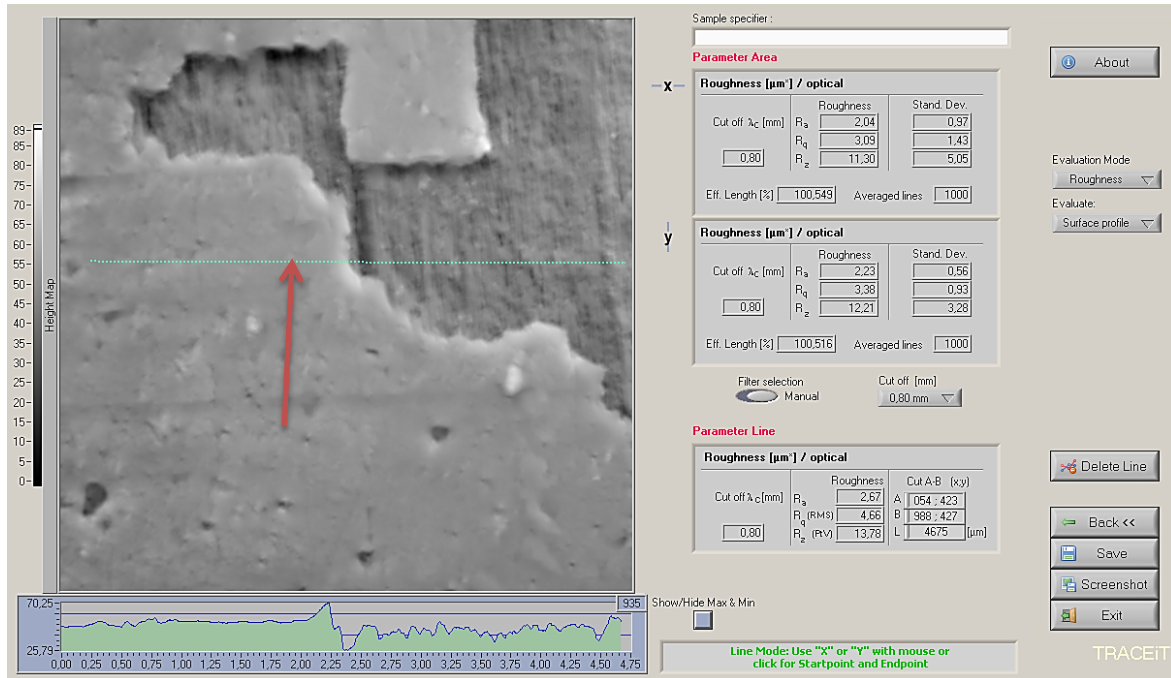 Sample specifier :
Parameter Area
x
Roughness [µm°] / optical
Roughness Stand. Dev.
Cut off λc [mm] Ra 2,04 0,97
Rq 3,09 1,43
0,80 Rz 11,30 5,05
Eff. Length [%] 100,549 Averaged lines 1000
y
Roughness [µm°] / optical
Roughness Stand. Dev.
Cut off λc [mm] Ra 2,23 0,56
Rq 3,38 0,93
0,80 Rz 12,21 3,28
Eff. Length [%] 100,516 Averaged lines 1000
Filter selection Cut off [mm]
Manual 0,80 mm
Parameter Line
Roughness [µm°] / optical
Roughness Cut A-B (x;y)
Cut off λc [mm] Ra 2,67 A 054 ; 423
Rq (RMS) 4,66 B 988 ; 427
0,80 Rz (PtV) 13,78 L 4675 [µm]
Show/Hide Max & Min
Line Mode: Use "X" or "Y" with mouse or
click for Startpoint and Endpoint
About
Evaluation Mode
Roughness
Evaluate:
Surface profile
Delete Line
Back <<
Save
Screenshot
Exit
TRACEiT
89-
85-
80-
75-
70-
65-
60-
55-
50-
45-
40-
35-
30-
25-
20-
15-
10-
5-
0-
Height Map
70,25-
25,79-
935
0,00 0,25 0,50 0,75 1,00 1,25 1,50 1,75 2,00 2,25 2,50 2,75 3,00 3,25 3,50 3,75 4,00 4,25 4,50 4,75